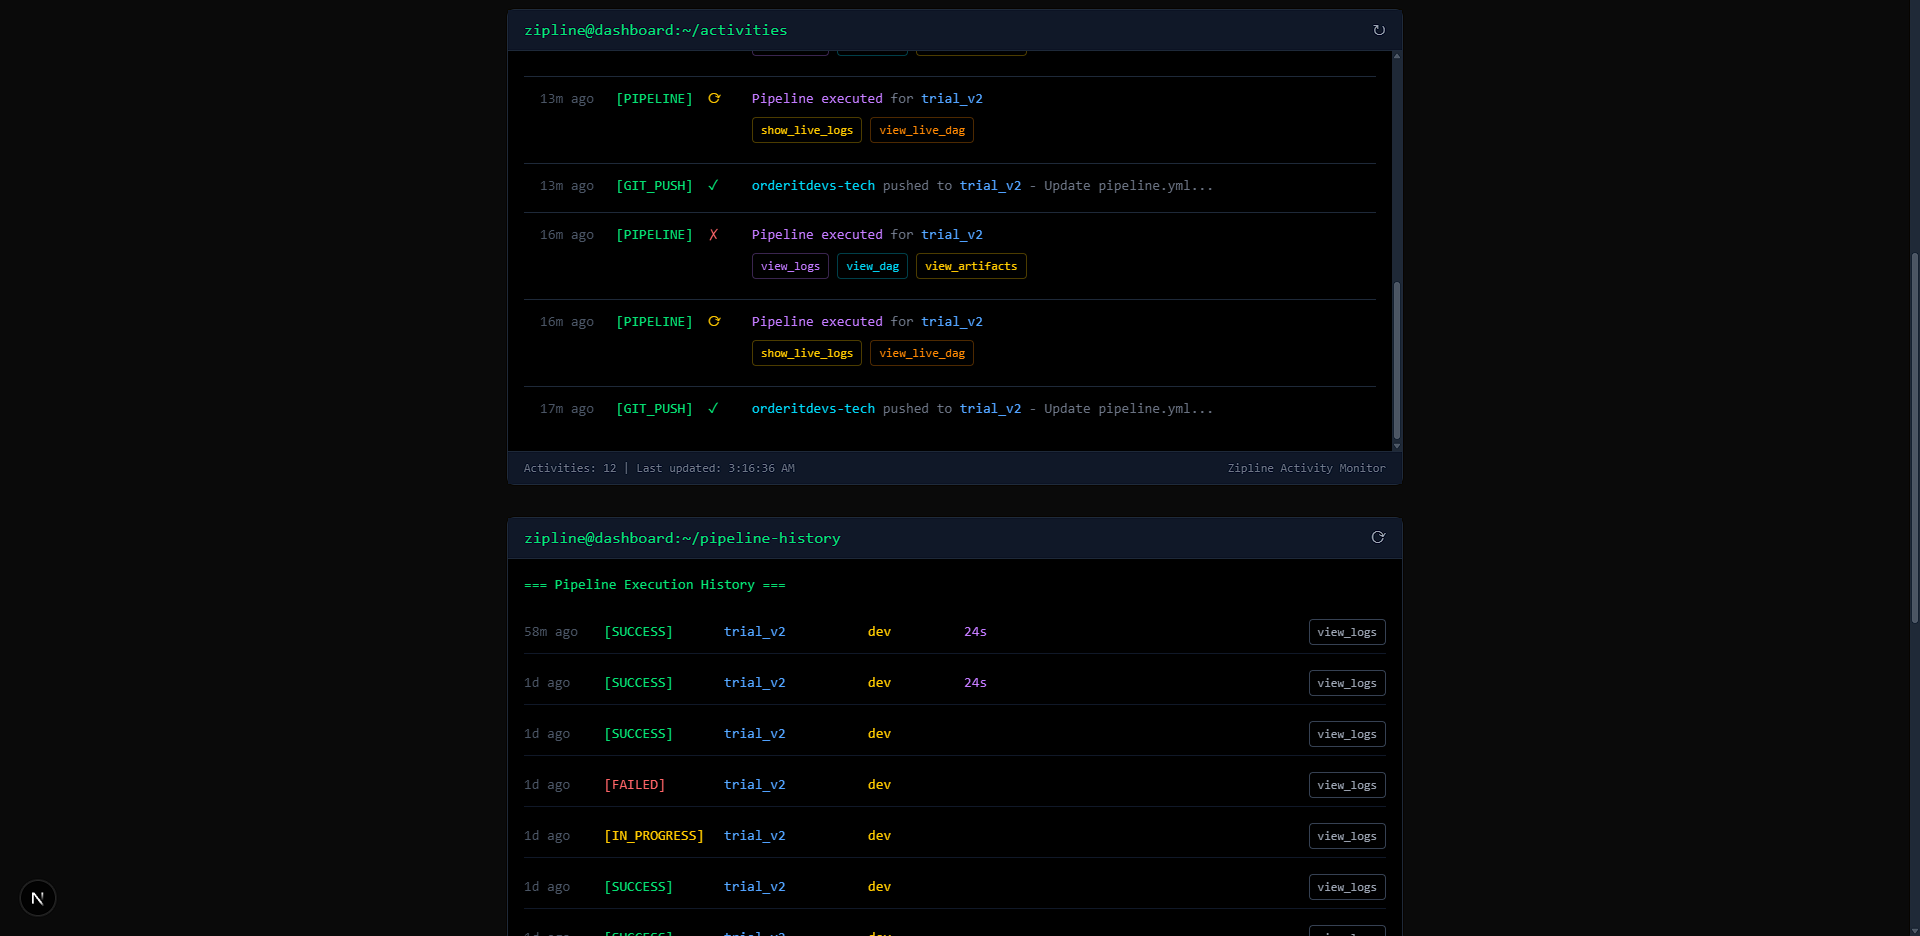 zipline@dashboard:~/activities ↻
13m ago [PIPELINE] ⟳ Pipeline executed for trial_v2
show_live_logs view_live_dag
13m ago [GIT_PUSH] ✓ orderitdevs-tech pushed to trial_v2 - Update pipeline.yml...
16m ago [PIPELINE] ✗ Pipeline executed for trial_v2
view_logs view_dag view_artifacts
16m ago [PIPELINE] ⟳ Pipeline executed for trial_v2
show_live_logs view_live_dag
17m ago [GIT_PUSH] ✓ orderitdevs-tech pushed to trial_v2 - Update pipeline.yml...
Activities: 12 | Last updated: 3:16:36 AM Zipline Activity Monitor
zipline@dashboard:~/pipeline-history ⟳
=== Pipeline Execution History ===
58m ago [SUCCESS] trial_v2 dev 24s view_logs
1d ago [SUCCESS] trial_v2 dev 24s view_logs
1d ago [SUCCESS] trial_v2 dev view_logs
1d ago [FAILED] trial_v2 dev view_logs
1d ago [IN_PROGRESS] trial_v2 dev view_logs
1d ago [SUCCESS] trial_v2 dev view_logs
N